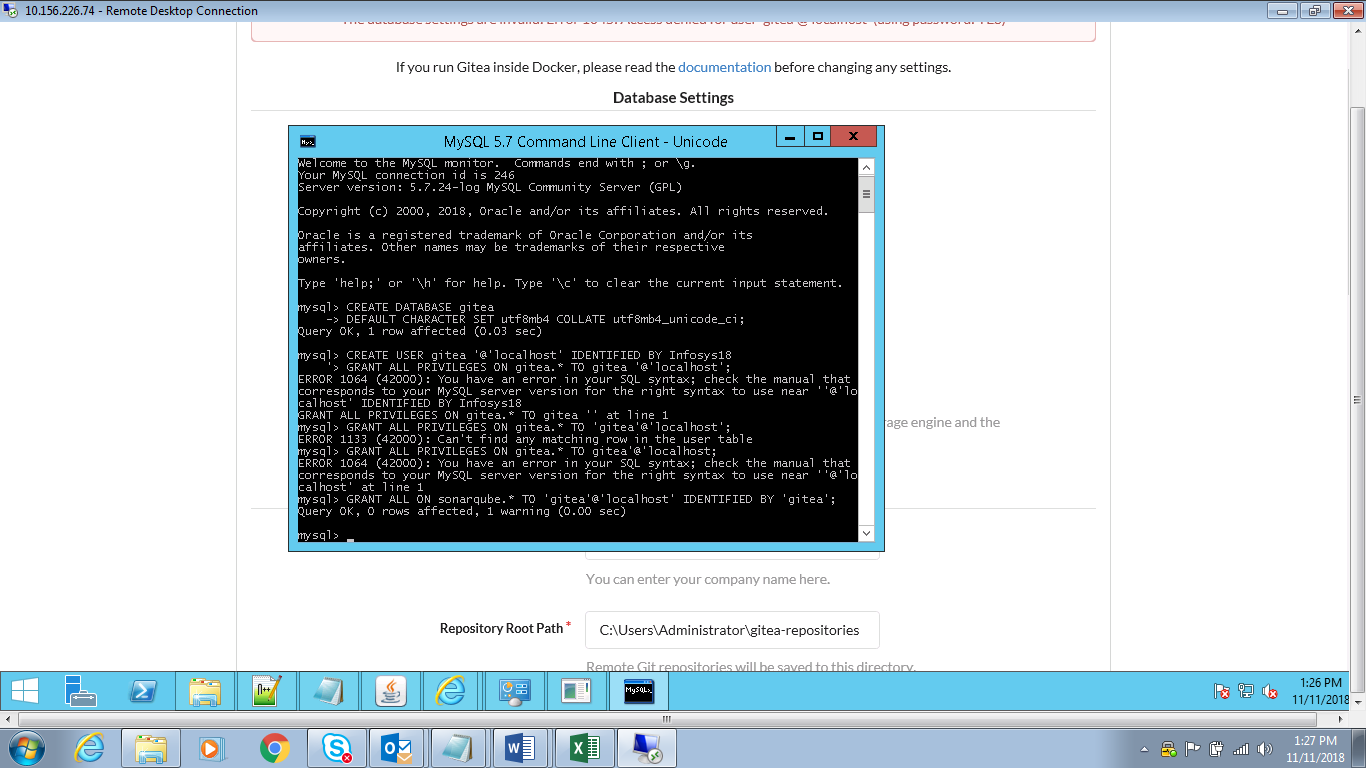 10.156.226.74 - Remote Desktop Connection
If you run Gitea inside Docker, please read the documentation before changing any settings.
Database Settings
MySQL 5.7 Command Line Client - Unicode
Welcome to the MySQL monitor.  Commands end with ; or \g.
Your MySQL connection id is 246
Server version: 5.7.24-log MySQL Community Server (GPL)
Copyright (c) 2000, 2018, Oracle and/or its affiliates. All rights reserved.
Oracle is a registered trademark of Oracle Corporation and/or its
affiliates. Other names may be trademarks of their respective
owners.
Type 'help;' or '\h' for help. Type '\c' to clear the current input statement.
mysql> CREATE DATABASE gitea
    -> DEFAULT CHARACTER SET utf8mb4 COLLATE utf8mb4_unicode_ci;
Query OK, 1 row affected (0.03 sec)
mysql> CREATE USER gitea '@'localhost' IDENTIFIED BY Infosys18
    '> GRANT ALL PRIVILEGES ON gitea.* TO gitea '@'localhost';
ERROR 1064 (42000): You have an error in your SQL syntax; check the manual that
corresponds to your MySQL server version for the right syntax to use near ''@'lo
calhost' IDENTIFIED BY Infosys18
GRANT ALL PRIVILEGES ON gitea.* TO gitea '' at line 1
mysql> GRANT ALL PRIVILEGES ON gitea.* TO 'gitea'@'localhost';
ERROR 1133 (42000): Can't find any matching row in the user table
mysql> GRANT ALL PRIVILEGES ON gitea.* TO gitea'@'localhost;
ERROR 1064 (42000): You have an error in your SQL syntax; check the manual that
corresponds to your MySQL server version for the right syntax to use near ''@'lo
calhost' at line 1
mysql> GRANT ALL ON sonarqube.* TO 'gitea'@'localhost' IDENTIFIED BY 'gitea';
Query OK, 0 rows affected, 1 warning (0.00 sec)
mysql>
rage engine and the
You can enter your company name here.
Repository Root Path*
C:\Users\Administrator\gitea-repositories
Remote Git repositories will be saved to this directory.
1:26 PM
11/11/2018
1:27 PM
11/11/2018